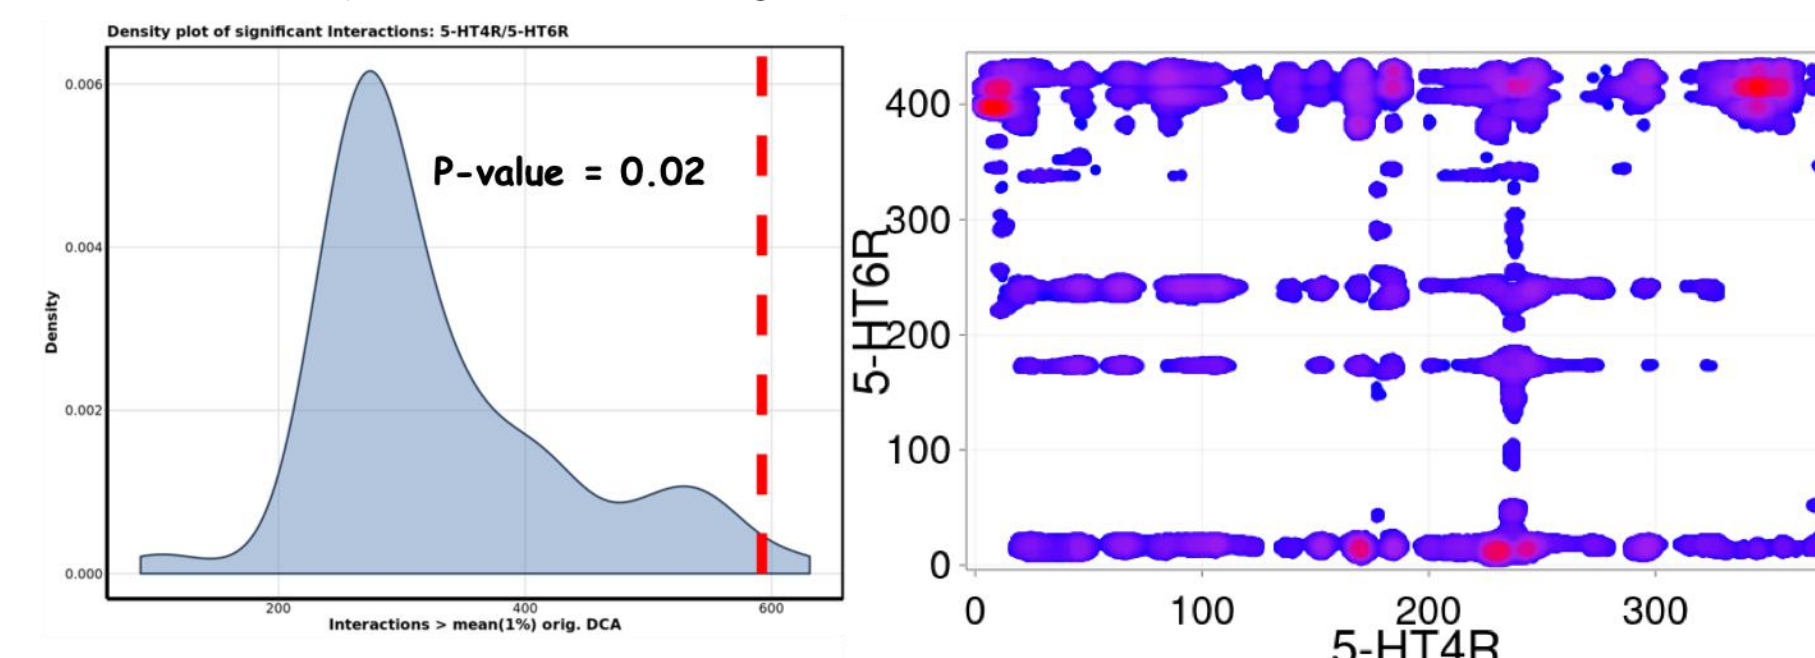 Density plot of significant Interactions: 5-HT4R/5-HT6R
0.006
0.004
0.002
0.000
Density
P-value = 0.02
200
400
600
Interactions > mean(1%) orig. DCA
400
300
200
100
0
5-HT6R
0
100
200
300
5-HT4R